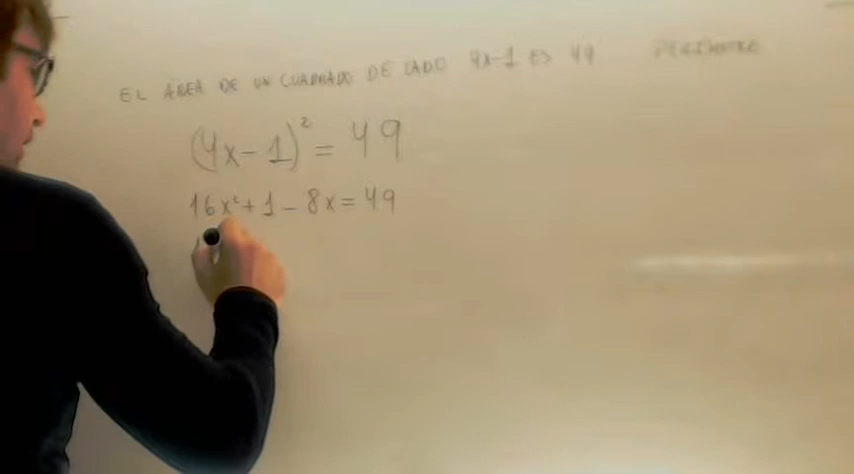 EL ÁREA DE UN CUADRADO DE LADO 4x-1 ES 49 PERÍMETRO
(4x-1)² = 49
16x²+1-8x=49